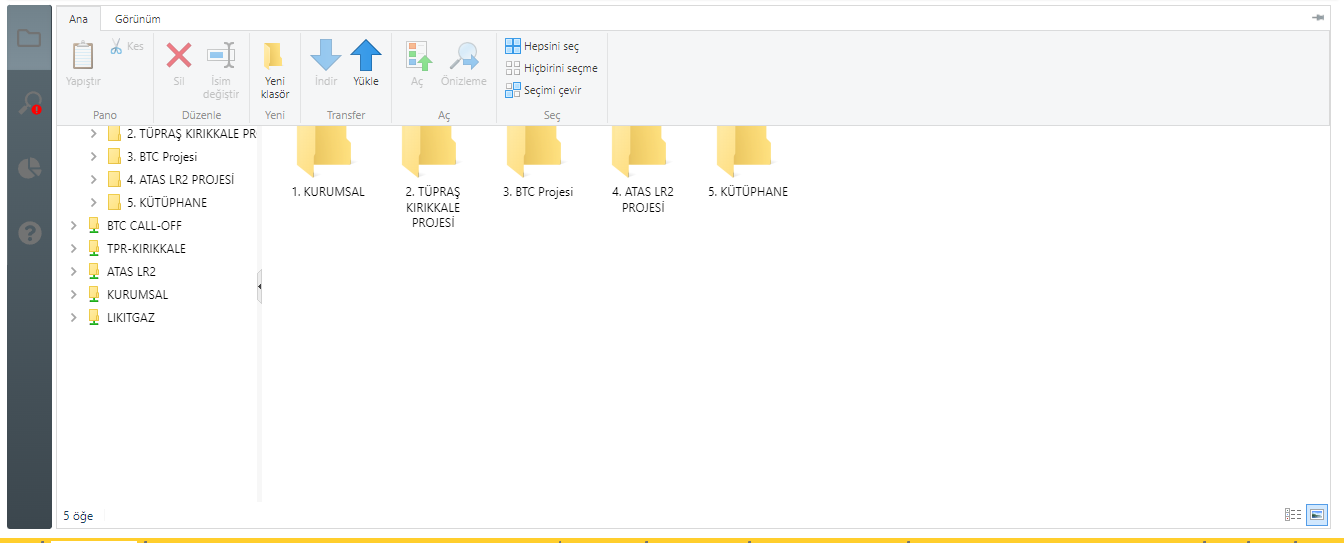 Ana
Görünüm
Yapıştır
Kes
Pano
Sil
İsim
değiştir
Düzenle
Yeni
klasör
Yeni
İndir
Yükle
Transfer
Aç
Önizleme
Aç
Hepsini seç
Hiçbirini seçme
Seçimi çevir
Seç
2. TÜPRAŞ KIRIKKALE PR
3. BTC Projesi
4. ATAS LR2 PROJESİ
5. KÜTÜPHANE
BTC CALL-OFF
TPR-KIRIKKALE
ATAS LR2
KURUMSAL
LIKITGAZ
1. KURUMSAL
2. TÜPRAŞ
KIRIKKALE
PROJESİ
3. BTC Projesi
4. ATAS LR2
PROJESİ
5. KÜTÜPHANE
5 öğe